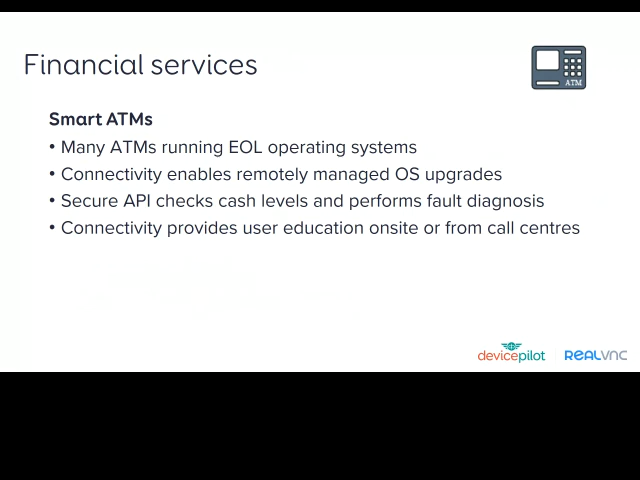 Financial services
ATM
Smart ATMs
• Many ATMs running EOL operating systems
• Connectivity enables remotely managed OS upgrades
• Secure API checks cash levels and performs fault diagnosis
• Connectivity provides user education onsite or from call centres
devicepilot
REALVNC